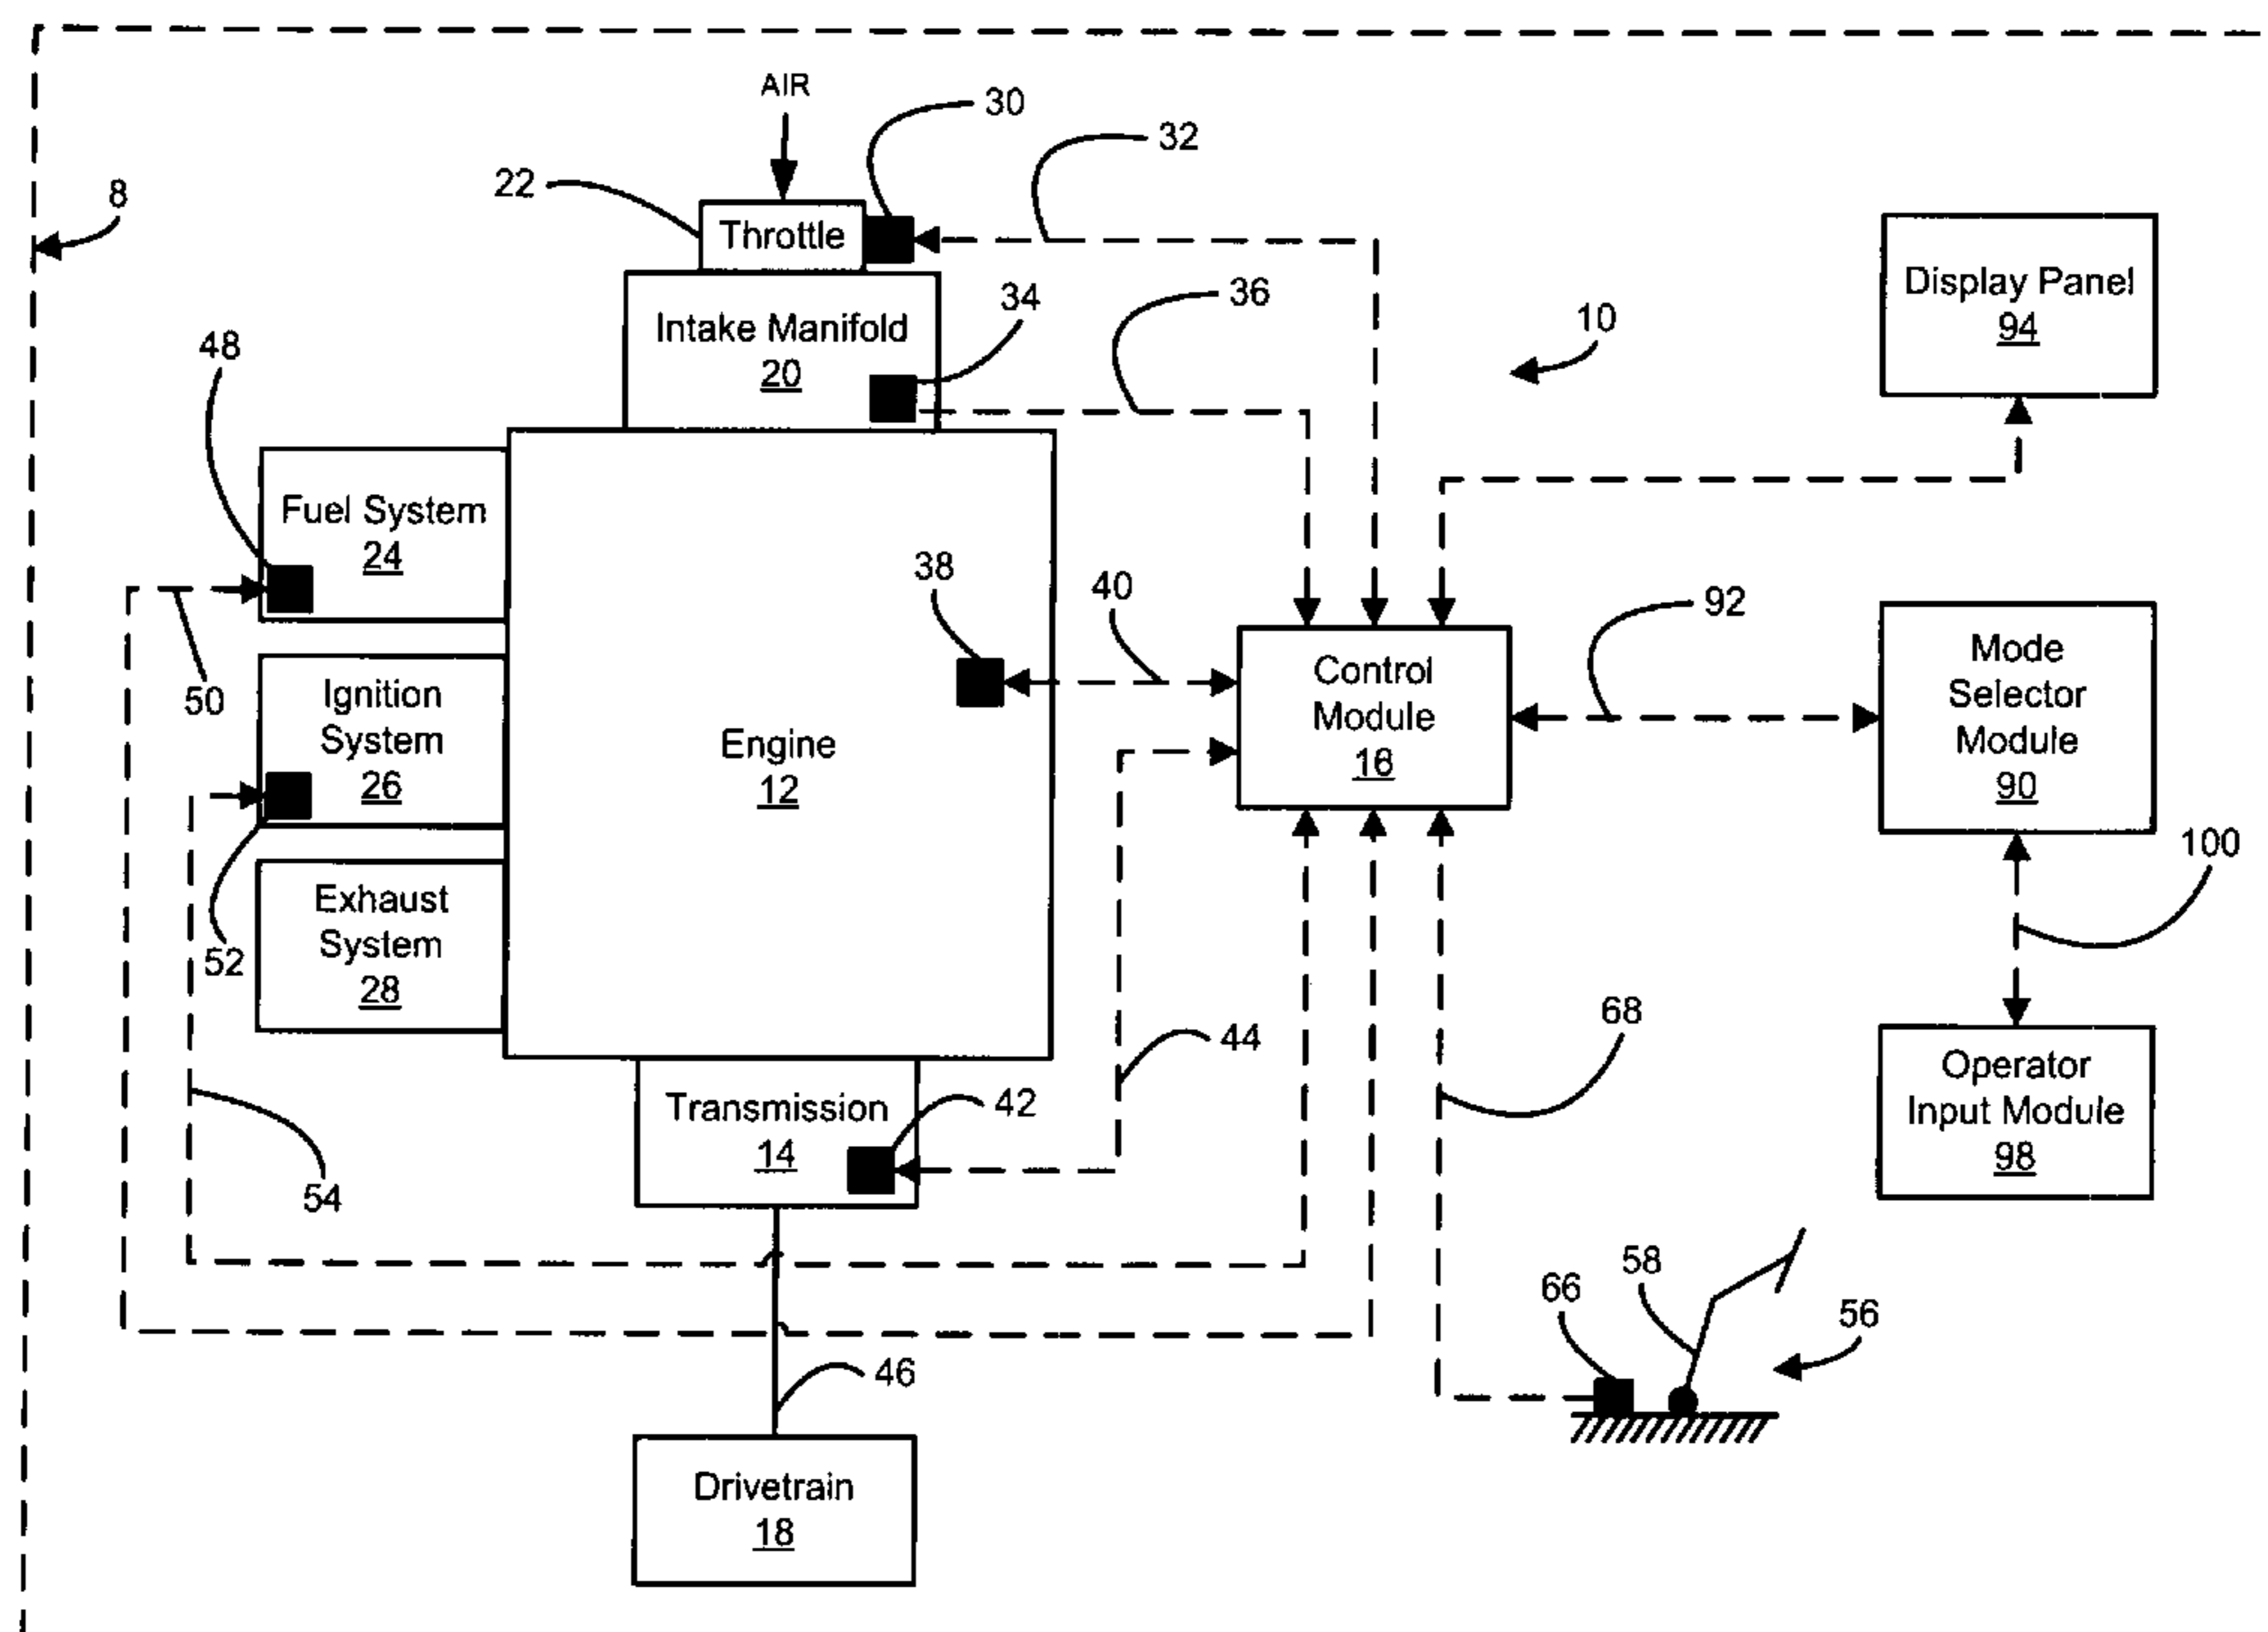 AIR
30
32
22
Throttle
8
36
34
10
Intake Manifold
20
Display Panel
94
48
Fuel System
24
38
40
92
50
Ignition
System
26
Engine
12
Control
Module
16
Mode
Selector
Module
90
100
52
Exhaust
System
28
44
68
Operator
Input Module
98
Transmission
14
42
54
66
58
56
46
Drivetrain
18